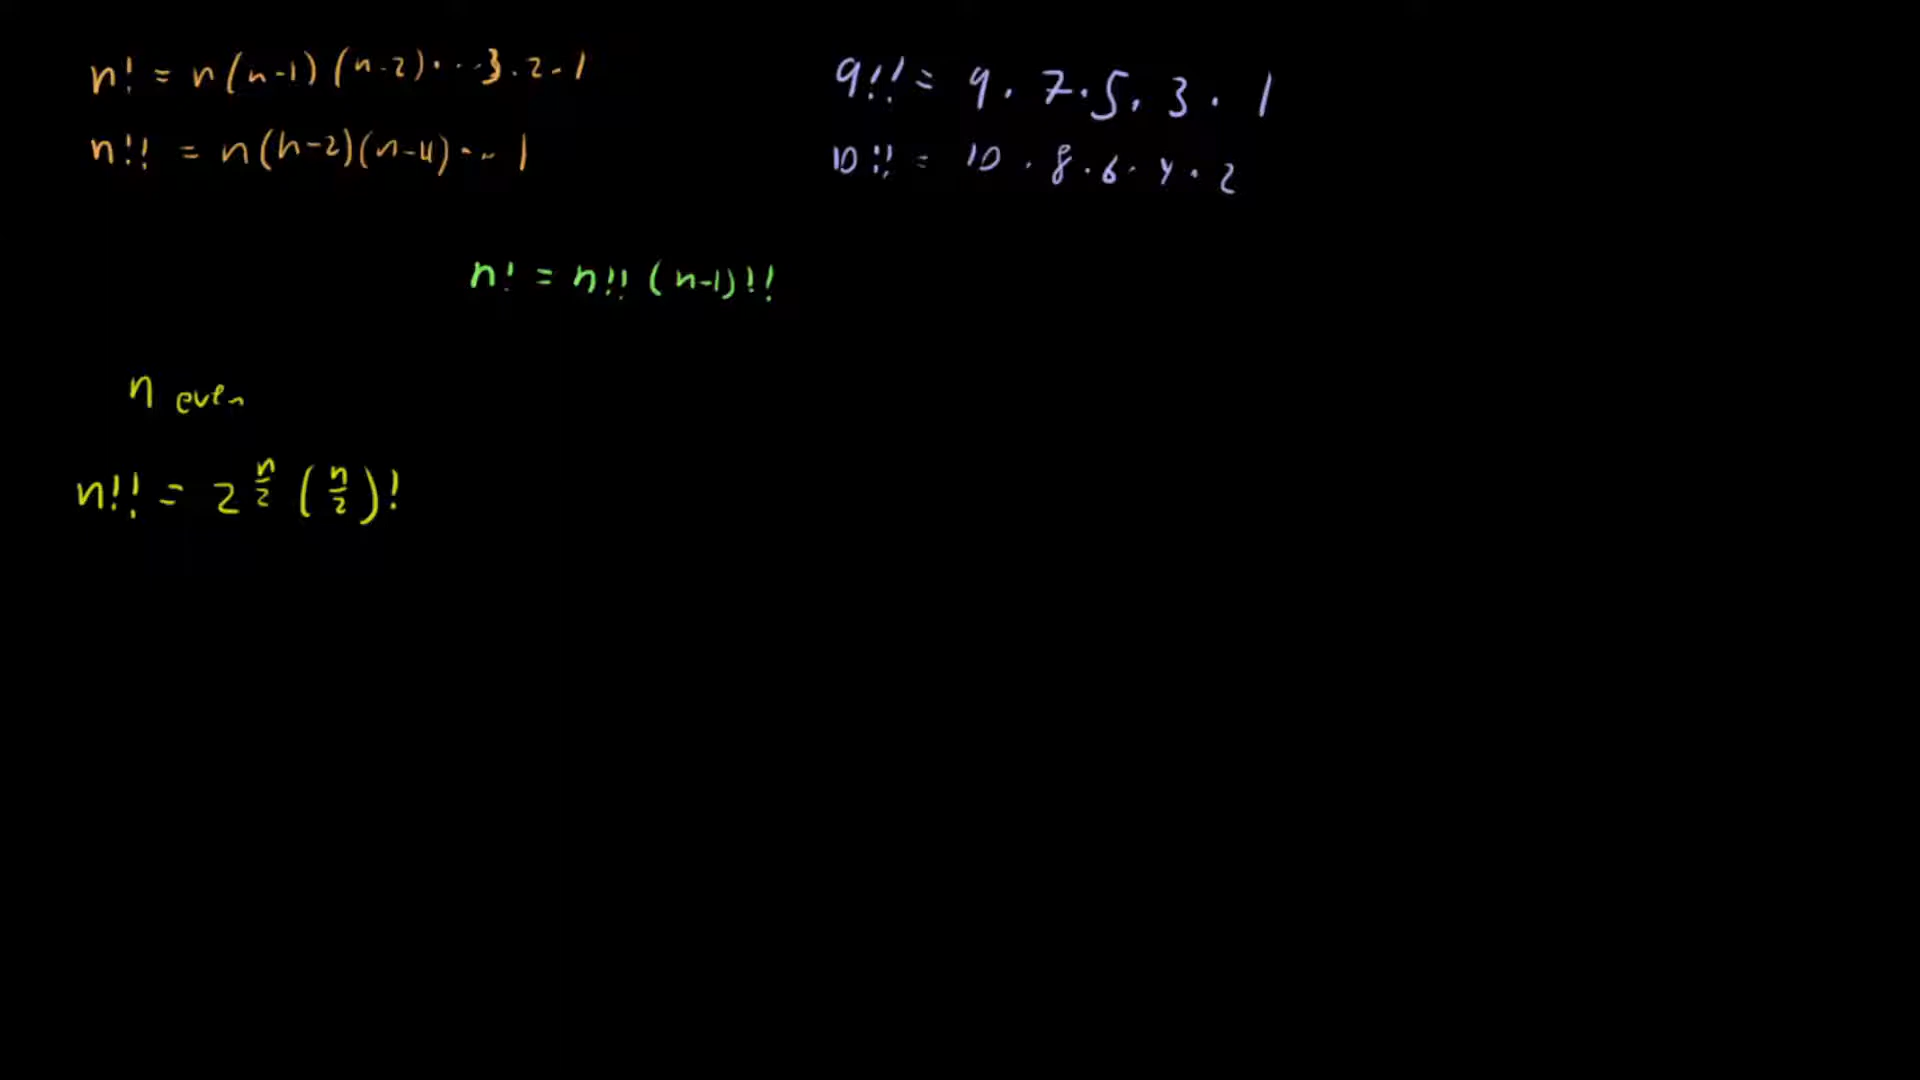 n! = n(n-1)(n-2)···3·2·1
n!! = n(n-2)(n-4)···1
9!! = 9·7·5·3·1
10!! = 10·8·6·4·2
n! = n!!(n-1)!!
n even
n!! = 2^{n/2} (n/2)!